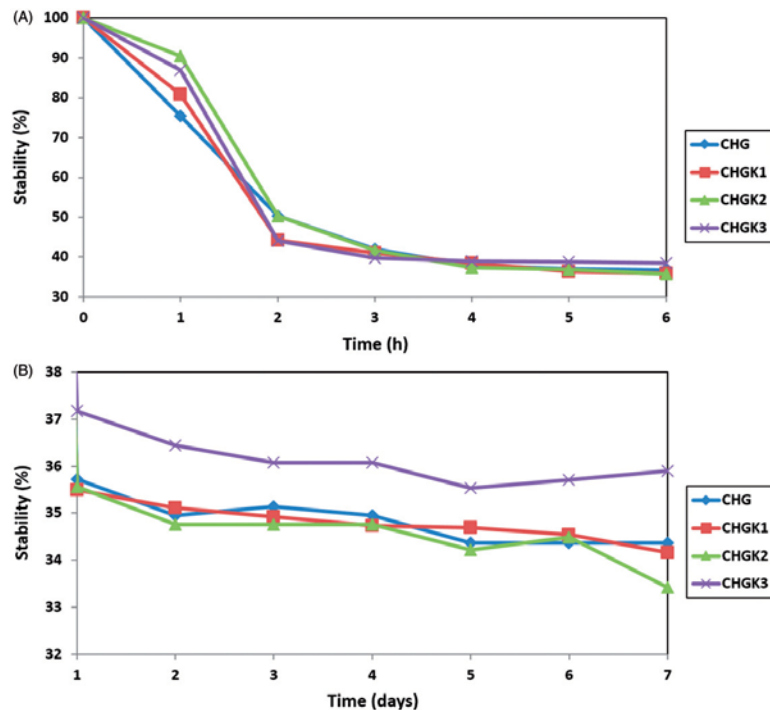 (A)
Stability (%)
100
90
80
70
60
50
40
30
0 1 2 3 4 5 6
Time (h)
CHG
CHGK1
CHGK2
CHGK3
(B)
Stability (%)
38
37
36
35
34
33
32
1 2 3 4 5 6 7
Time (days)
CHG
CHGK1
CHGK2
CHGK3